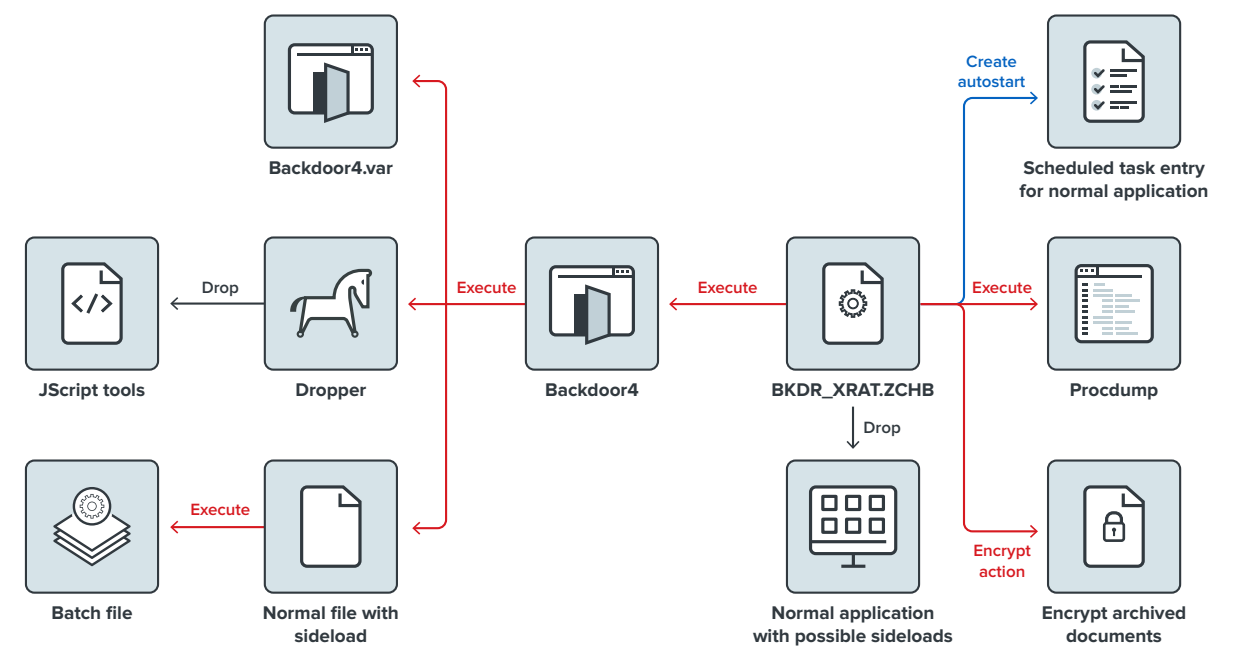 Backdoor4.var
Create
autostart
Scheduled task entry
for normal application
Drop
Execute
Execute
Execute
</>
JScript tools
Dropper
Backdoor4
BKDR_XRAT.ZCHB
Procdump
Drop
Execute
Encrypt
action
Batch file
Normal file with
sideload
Normal application
with possible sideloads
Encrypt archived
documents